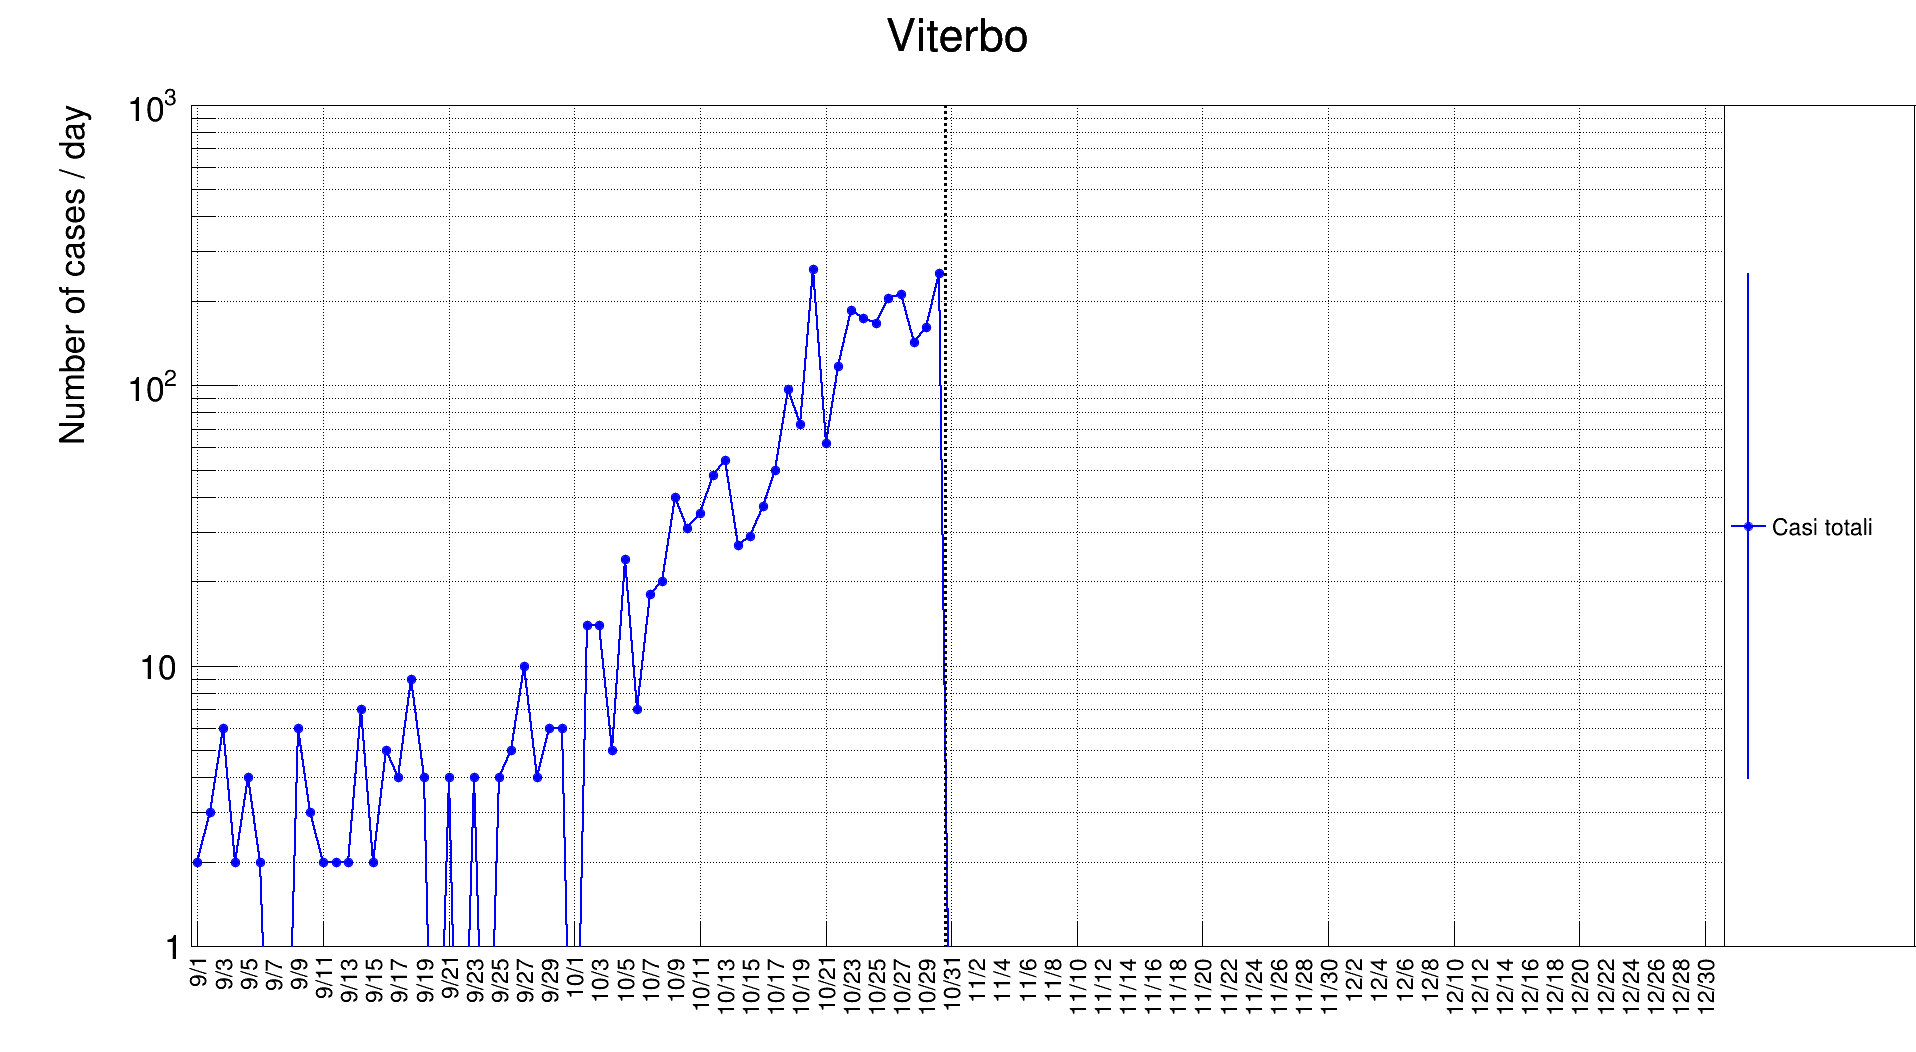 Viterbo
Number of cases / day
10³
10²
10
1
9/1 9/3 9/5 9/7 9/9 9/11 9/13 9/15 9/17 9/19 9/21 9/23 9/25 9/27 9/29 10/1 10/3 10/5 10/7 10/9 10/11 10/13 10/15 10/17 10/19 10/21 10/23 10/25 10/27 10/29 10/31 11/2 11/4 11/6 11/8 11/10 11/12 11/14 11/16 11/18 11/20 11/22 11/24 11/26 11/28 11/30 12/2 12/4 12/6 12/8 12/10 12/12 12/14 12/16 12/18 12/20 12/22 12/24 12/26 12/28 12/30
Casi totali